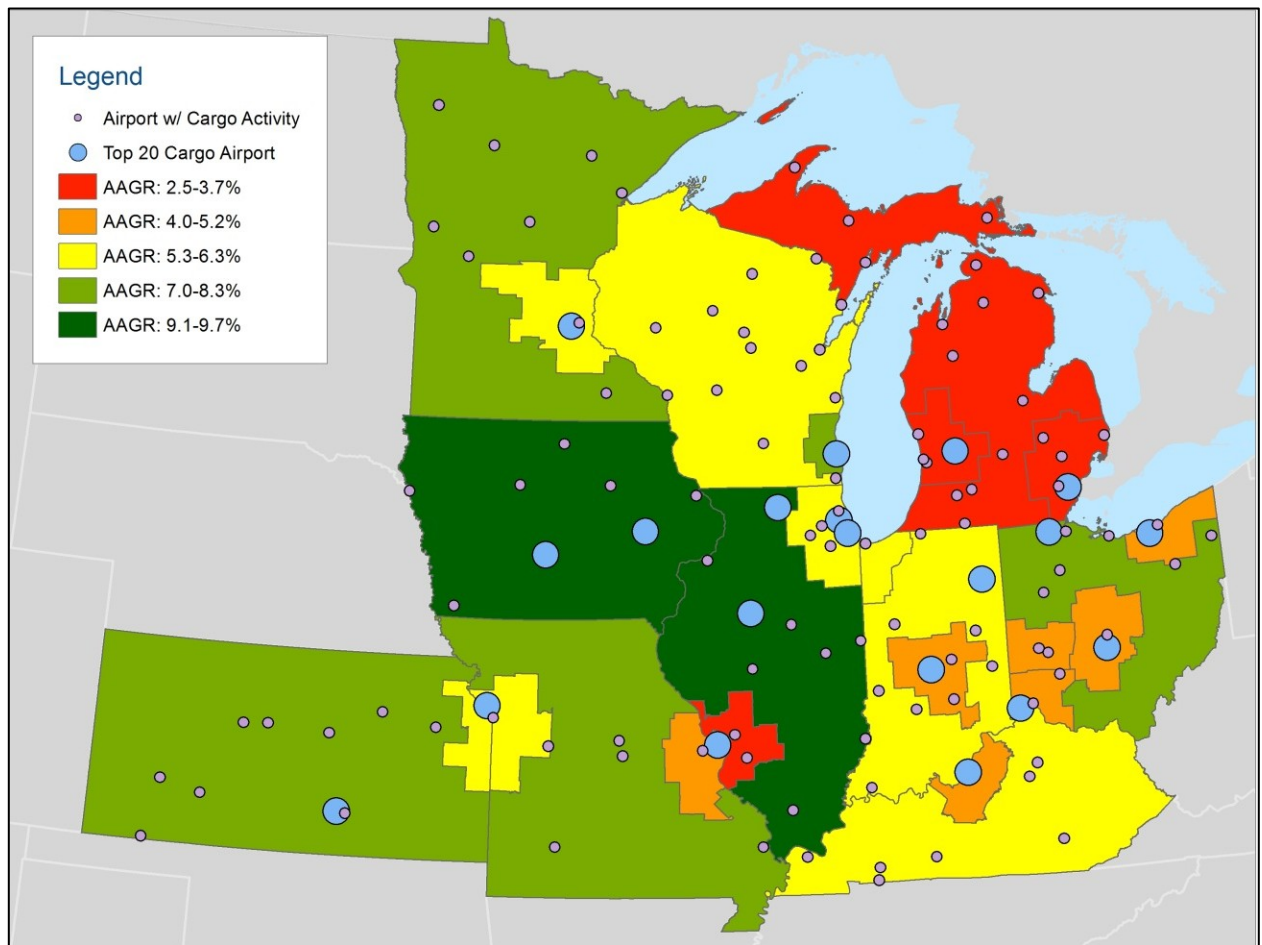 Legend
Airport w/ Cargo Activity
Top 20 Cargo Airport
AAGR: 2.5-3.7%
AAGR: 4.0-5.2%
AAGR: 5.3-6.3%
AAGR: 7.0-8.3%
AAGR: 9.1-9.7%